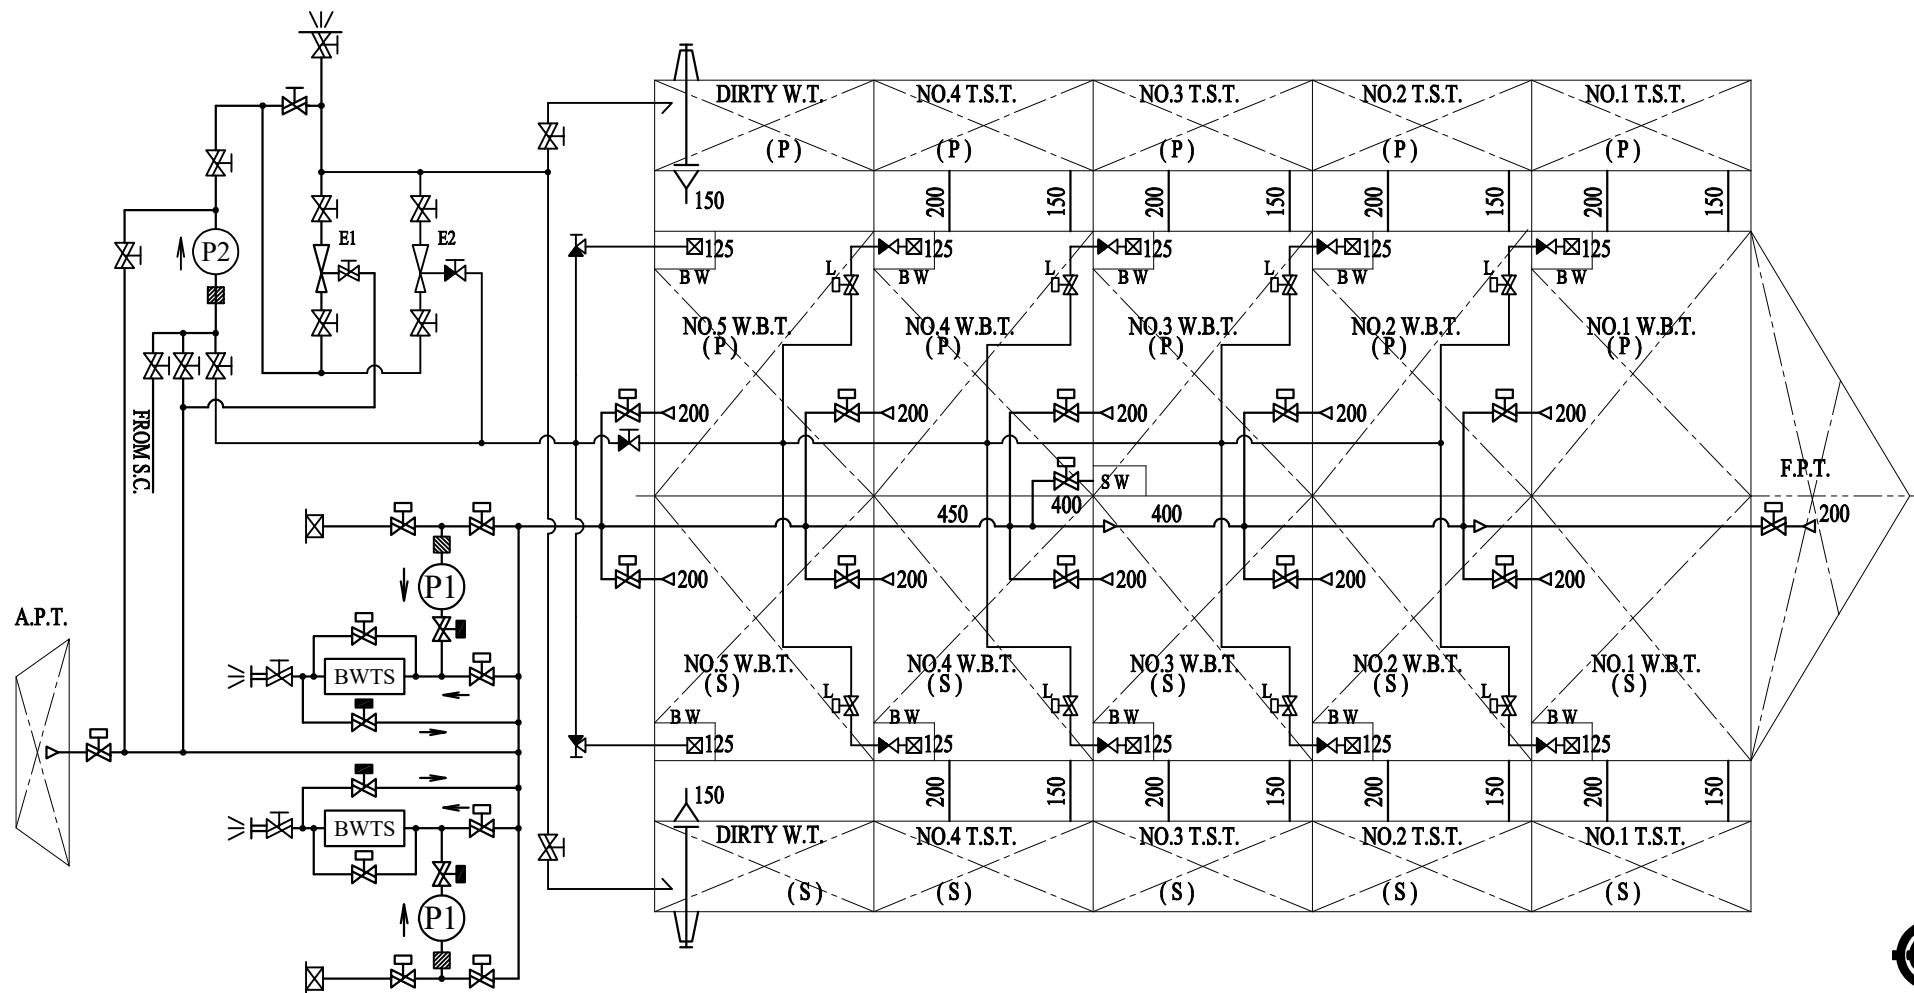 DIRTY W.T. NO.4 T.S.T. NO.3 T.S.T. NO.2 T.S.T. NO.1 T.S.T.
( P ) ( P ) ( P ) ( P ) ( P )
150 200 150 200 150 200 150 200 150
E1 E2
P2
125 125 125 125 125
B W B W B W B W B W
L L L L
NO.5 W.B.T. NO.4 W.B.T. NO.3 W.B.T. NO.2 W.B.T. NO.1 W.B.T.
( P ) ( P ) ( P ) ( P ) ( P )
FROM S.C.
200 200 200 200 200
S W
F.P.T.
400
450 400 200
P1
200 200 200 200 200
A.P.T.
BWTS
NO.5 W.B.T. NO.4 W.B.T. NO.3 W.B.T. NO.2 W.B.T. NO.1 W.B.T.
( S ) ( S ) ( S ) ( S ) ( S )
L L L L
B W B W B W B W B W
125 125 125 125 125
150 200 150 200 150 200 150 200 150
BWTS
DIRTY W.T. NO.4 T.S.T. NO.3 T.S.T. NO.2 T.S.T. NO.1 T.S.T.
( S ) ( S ) ( S ) ( S ) ( S )
P1